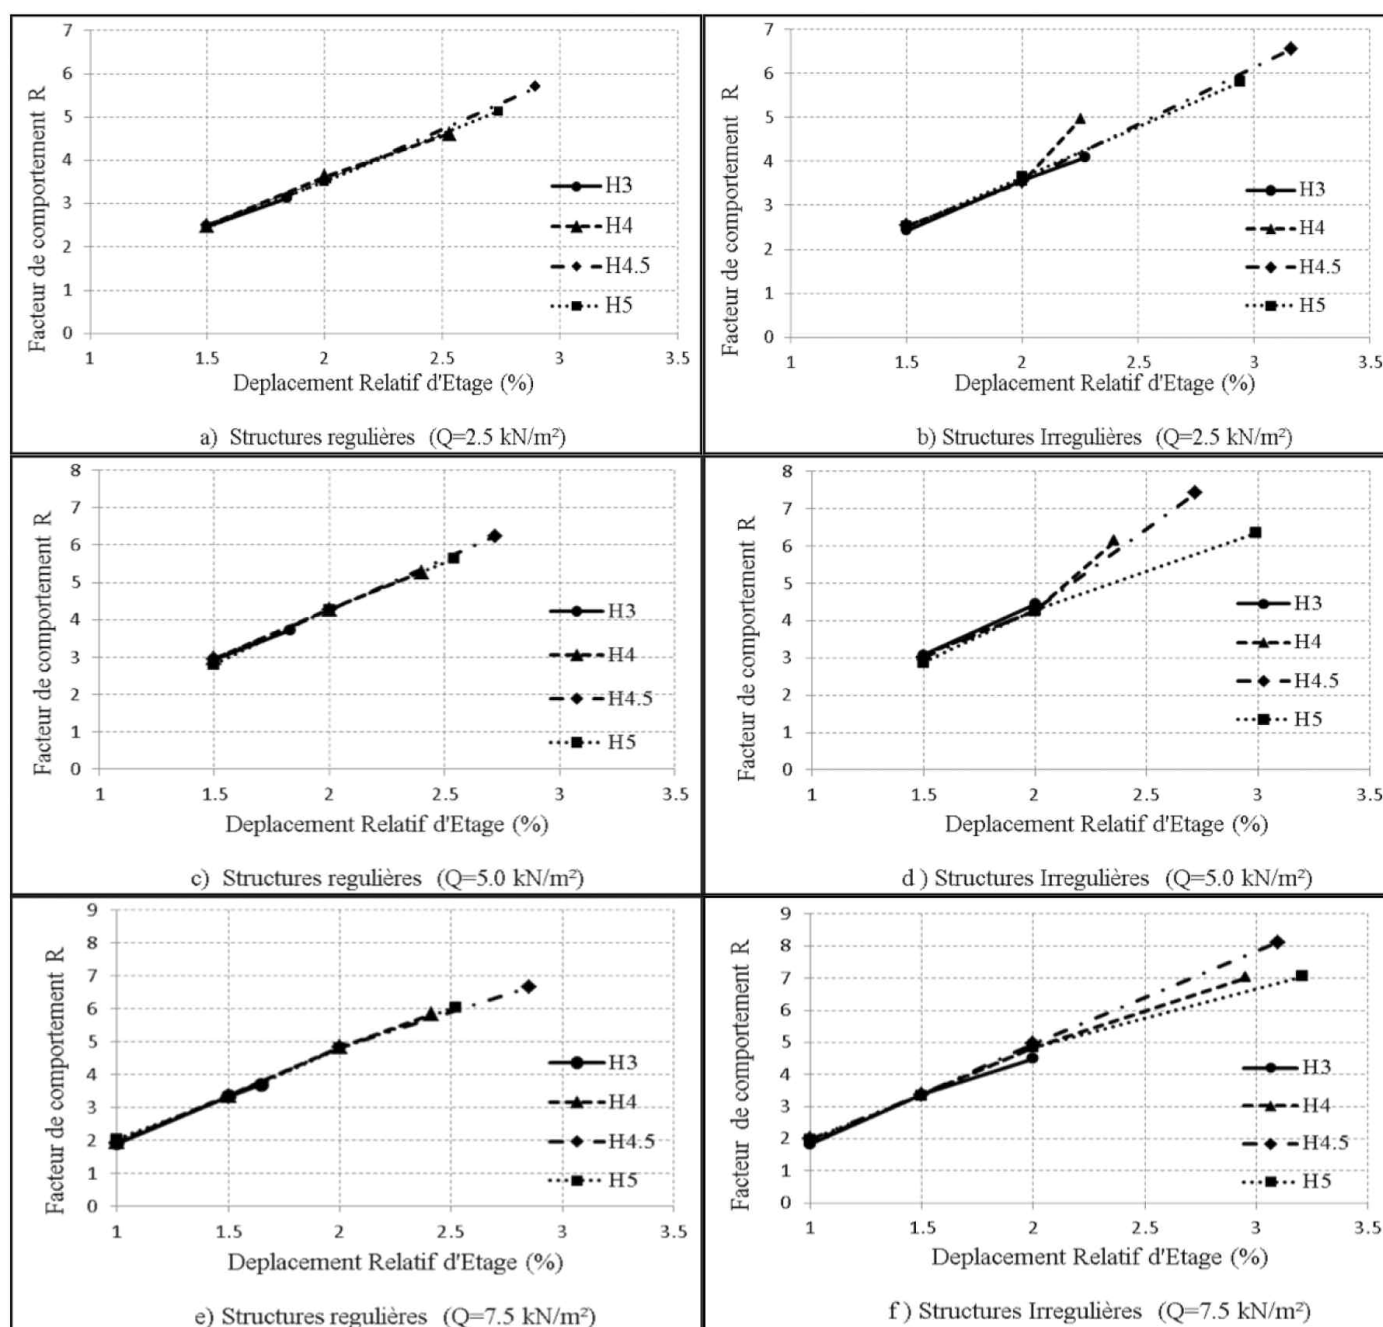 Facteur de comportement R
7
6
5
4
3
2
1
0
1 1.5 2 2.5 3 3.5
H3
H4
H4.5
H5
Deplacement Relatif d'Etage (%)
a) Structures regulières (Q=2.5 kN/m²)
Facteur de comportement R
7
6
5
4
3
2
1
0
1 1.5 2 2.5 3 3.5
H3
H4
H4.5
H5
Deplacement Relatif d'Etage (%)
b) Structures Irregulières (Q=2.5 kN/m²)
Facteur de comportement R
8
7
6
5
4
3
2
1
0
1 1.5 2 2.5 3 3.5
H3
H4
H4.5
H5
Deplacement Relatif d'Etage (%)
c) Structures regulières (Q=5.0 kN/m²)
Facteur de comportement R
8
7
6
5
4
3
2
1
0
1 1.5 2 2.5 3 3.5
H3
H4
H4.5
H5
Deplacement Relatif d'Etage (%)
d ) Structures Irregulières (Q=5.0 kN/m²)
Facteur de comportement R
9
8
7
6
5
4
3
2
1
0
1 1.5 2 2.5 3 3.5
H3
H4
H4.5
H5
Deplacement Relatif d'Etage (%)
e) Structures regulières (Q=7.5 kN/m²)
Facteur de comportement R
9
8
7
6
5
4
3
2
1
0
1 1.5 2 2.5 3 3.5
H3
H4
H4.5
H5
Deplacement Relatif d'Etage (%)
f ) Structures Irregulières (Q=7.5 kN/m²)